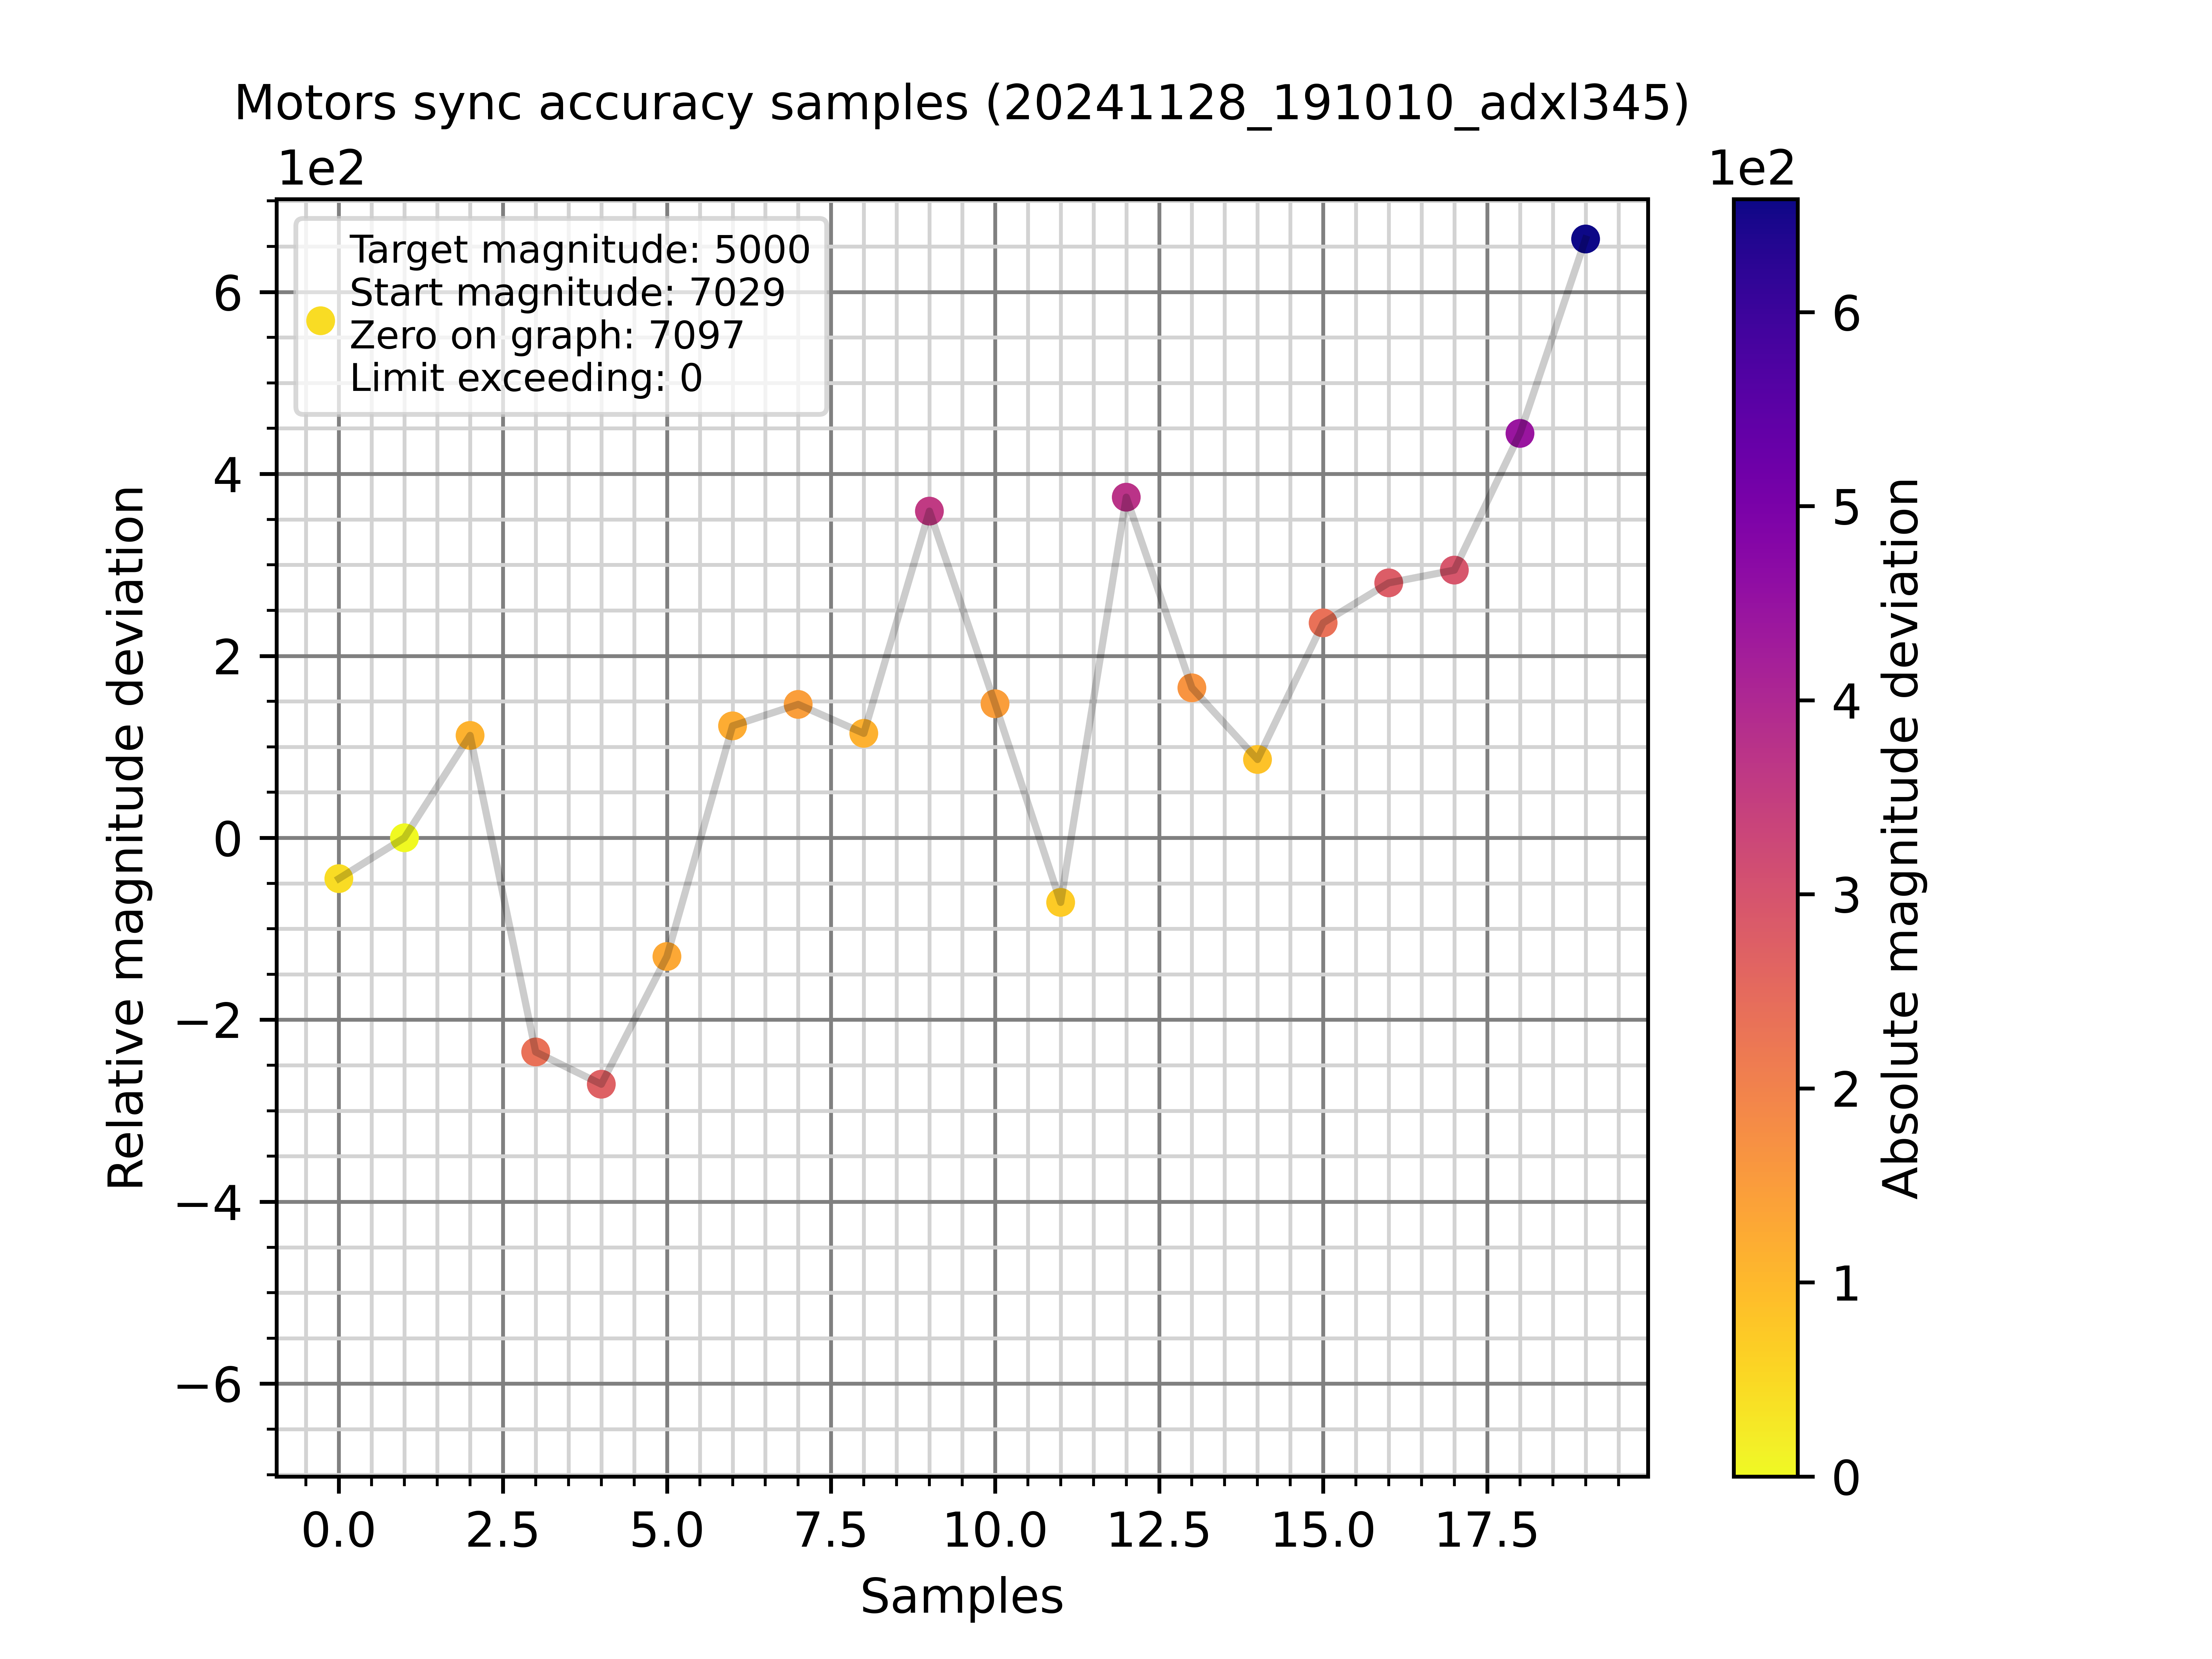 Motors sync accuracy samples (20241128_191010_adxl345)
1e2
1e2
Target magnitude: 5000
Start magnitude: 7029
Zero on graph: 7097
Limit exceeding: 0
6
4
2
0
−2
−4
−6
Relative magnitude deviation
0.0 2.5 5.0 7.5 10.0 12.5 15.0 17.5
Samples
6
5
4
3
2
1
0
Absolute magnitude deviation